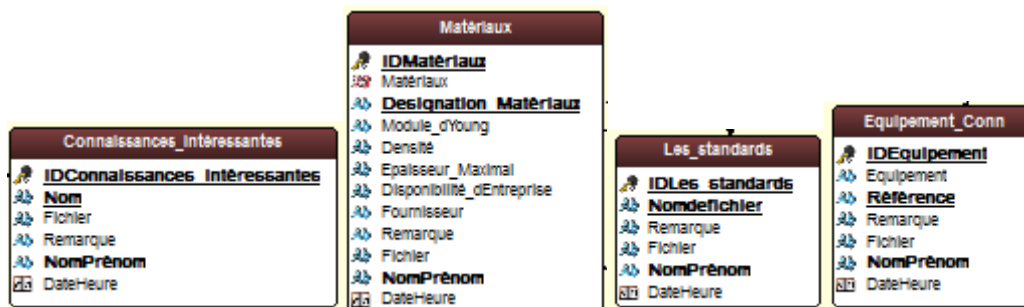 Connaissances_Intéressantes
IDConnaissances_Intéressantes
Nom
Fichier
Remarque
NomPrénom
DateHeure
Matériaux
IDMatériaux
Matériaux
Designation_Matériaux
Module_dYoung
Densité
Epaisseur_Maximal
Disponibilité_dEntreprise
Fournisseur
Remarque
Fichier
NomPrénom
DateHeure
Les_standards
IDLes_standards
Nomdefichier
Remarque
Fichier
NomPrénom
DateHeure
Equipement_Conn
IDEquipement
Equipement
Référence
Remarque
Fichier
NomPrénom
DateHeure